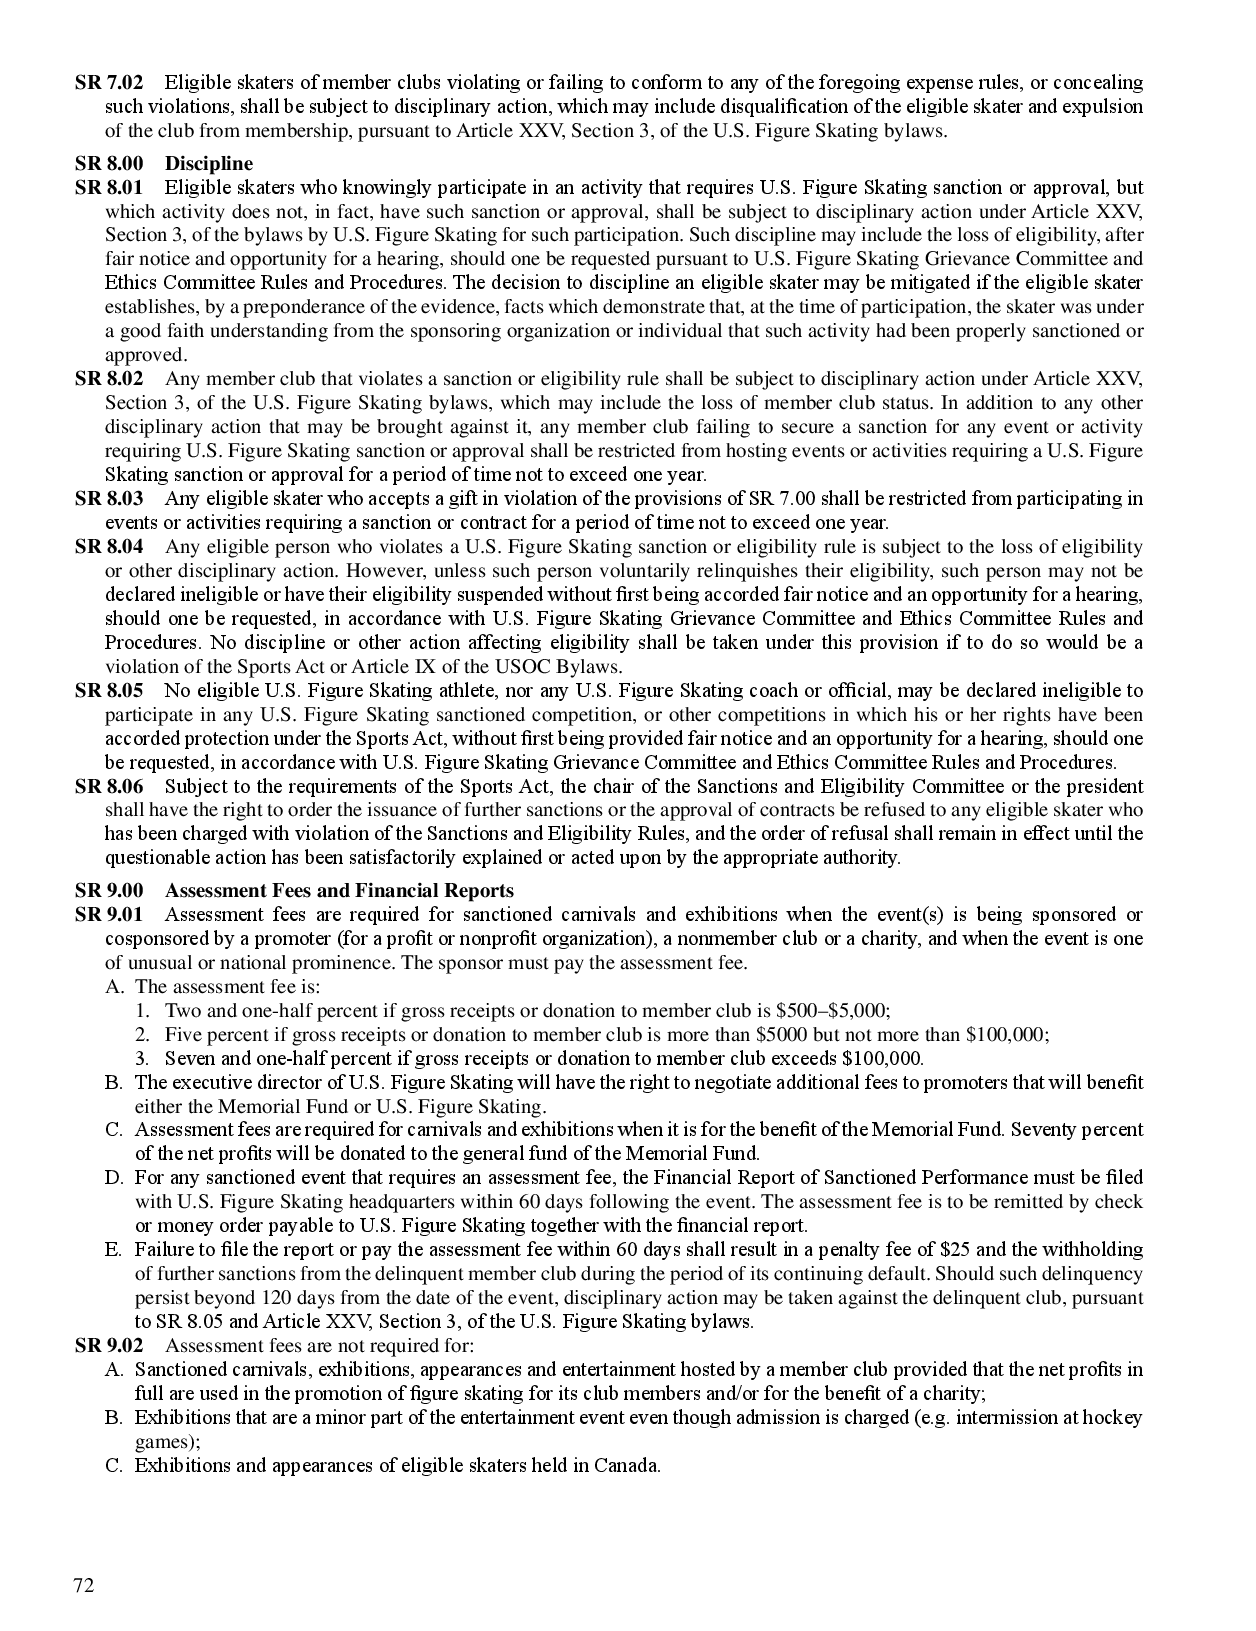 SR 7.02 Eligible skaters of member clubs violating or failing to conform to any of the foregoing expense rules, or concealing
such violations, shall be subject to disciplinary action, which may include disqualification of the eligible skater and expulsion
of the club from membership, pursuant to Article XXV, Section 3, of the U.S. Figure Skating bylaws.
SR 8.00 Discipline
SR 8.01 Eligible skaters who knowingly participate in an activity that requires U.S. Figure Skating sanction or approval, but
which activity does not, in fact, have such sanction or approval, shall be subject to disciplinary action under Article XXV,
Section 3, of the bylaws by U.S. Figure Skating for such participation. Such discipline may include the loss of eligibility, after
fair notice and opportunity for a hearing, should one be requested pursuant to U.S. Figure Skating Grievance Committee and
Ethics Committee Rules and Procedures. The decision to discipline an eligible skater may be mitigated if the eligible skater
establishes, by a preponderance of the evidence, facts which demonstrate that, at the time of participation, the skater was under
a good faith understanding from the sponsoring organization or individual that such activity had been properly sanctioned or
approved.
SR 8.02 Any member club that violates a sanction or eligibility rule shall be subject to disciplinary action under Article XXV,
Section 3, of the U.S. Figure Skating bylaws, which may include the loss of member club status. In addition to any other
disciplinary action that may be brought against it, any member club failing to secure a sanction for any event or activity
requiring U.S. Figure Skating sanction or approval shall be restricted from hosting events or activities requiring a U.S. Figure
Skating sanction or approval for a period of time not to exceed one year.
SR 8.03 Any eligible skater who accepts a gift in violation of the provisions of SR 7.00 shall be restricted from participating in
events or activities requiring a sanction or contract for a period of time not to exceed one year.
SR 8.04 Any eligible person who violates a U.S. Figure Skating sanction or eligibility rule is subject to the loss of eligibility
or other disciplinary action. However, unless such person voluntarily relinquishes their eligibility, such person may not be
declared ineligible or have their eligibility suspended without first being accorded fair notice and an opportunity for a hearing,
should one be requested, in accordance with U.S. Figure Skating Grievance Committee and Ethics Committee Rules and
Procedures. No discipline or other action affecting eligibility shall be taken under this provision if to do so would be a
violation of the Sports Act or Article IX of the USOC Bylaws.
SR 8.05 No eligible U.S. Figure Skating athlete, nor any U.S. Figure Skating coach or official, may be declared ineligible to
participate in any U.S. Figure Skating sanctioned competition, or other competitions in which his or her rights have been
accorded protection under the Sports Act, without first being provided fair notice and an opportunity for a hearing, should one
be requested, in accordance with U.S. Figure Skating Grievance Committee and Ethics Committee Rules and Procedures.
SR 8.06 Subject to the requirements of the Sports Act, the chair of the Sanctions and Eligibility Committee or the president
shall have the right to order the issuance of further sanctions or the approval of contracts be refused to any eligible skater who
has been charged with violation of the Sanctions and Eligibility Rules, and the order of refusal shall remain in effect until the
questionable action has been satisfactorily explained or acted upon by the appropriate authority.
SR 9.00 Assessment Fees and Financial Reports
SR 9.01 Assessment fees are required for sanctioned carnivals and exhibitions when the event(s) is being sponsored or
cosponsored by a promoter (for a profit or nonprofit organization), a nonmember club or a charity, and when the event is one
of unusual or national prominence. The sponsor must pay the assessment fee.
A. The assessment fee is:
1. Two and one-half percent if gross receipts or donation to member club is $500–$5,000;
2. Five percent if gross receipts or donation to member club is more than $5000 but not more than $100,000;
3. Seven and one-half percent if gross receipts or donation to member club exceeds $100,000.
B. The executive director of U.S. Figure Skating will have the right to negotiate additional fees to promoters that will benefit
either the Memorial Fund or U.S. Figure Skating.
C. Assessment fees are required for carnivals and exhibitions when it is for the benefit of the Memorial Fund. Seventy percent
of the net profits will be donated to the general fund of the Memorial Fund.
D. For any sanctioned event that requires an assessment fee, the Financial Report of Sanctioned Performance must be filed
with U.S. Figure Skating headquarters within 60 days following the event. The assessment fee is to be remitted by check
or money order payable to U.S. Figure Skating together with the financial report.
E. Failure to file the report or pay the assessment fee within 60 days shall result in a penalty fee of $25 and the withholding
of further sanctions from the delinquent member club during the period of its continuing default. Should such delinquency
persist beyond 120 days from the date of the event, disciplinary action may be taken against the delinquent club, pursuant
to SR 8.05 and Article XXV, Section 3, of the U.S. Figure Skating bylaws.
SR 9.02 Assessment fees are not required for:
A. Sanctioned carnivals, exhibitions, appearances and entertainment hosted by a member club provided that the net profits in
full are used in the promotion of figure skating for its club members and/or for the benefit of a charity;
B. Exhibitions that are a minor part of the entertainment event even though admission is charged (e.g. intermission at hockey
games);
C. Exhibitions and appearances of eligible skaters held in Canada.
72